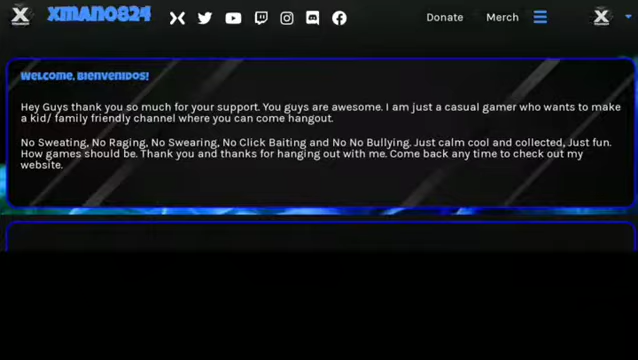 xman0824
Donate Merch
Welcome, Bienvenidos!
Hey Guys thank you so much for your support. You guys are awesome. I am just a casual gamer who wants to make
a kid/ family friendly channel where you can come hangout.
No Sweating, No Raging, No Swearing, No Click Baiting and No No Bullying. Just calm cool and collected, Just fun.
How games should be. Thank you and thanks for hanging out with me. Come back any time to check out my
website.